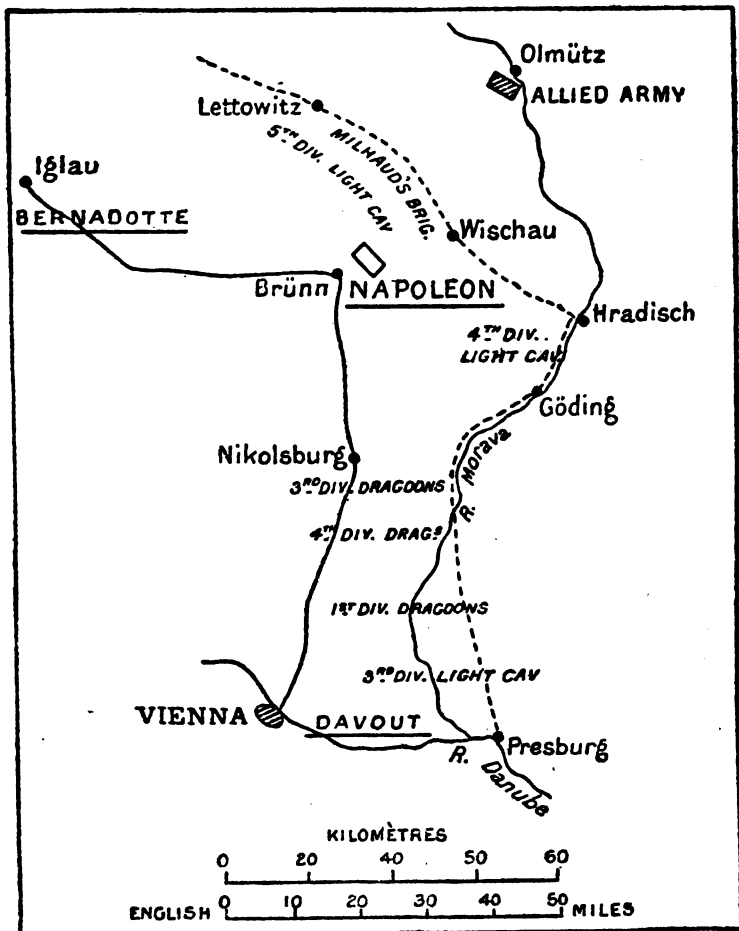 Olmütz
ALLIED ARMY
Lettowitz
MILHAUD'S BRIG.
5TH DIV. LIGHT CAV
Iglau
BERNADOTTE
Wischau
Brünn
NAPOLEON
Hradisch
4TH DIV..
LIGHT CAV
Göding
Nikolsburg
R. Morava
3RD DIV. DRAGOONS
4TH DIV. DRAGS
1ST DIV. DRAGOONS
3RD DIV. LIGHT CAV
VIENNA
DAVOUT
Presburg
R. Danube
KILOMÈTRES
0 20 40 50 60
0 10 20 30 40 50
ENGLISH MILES